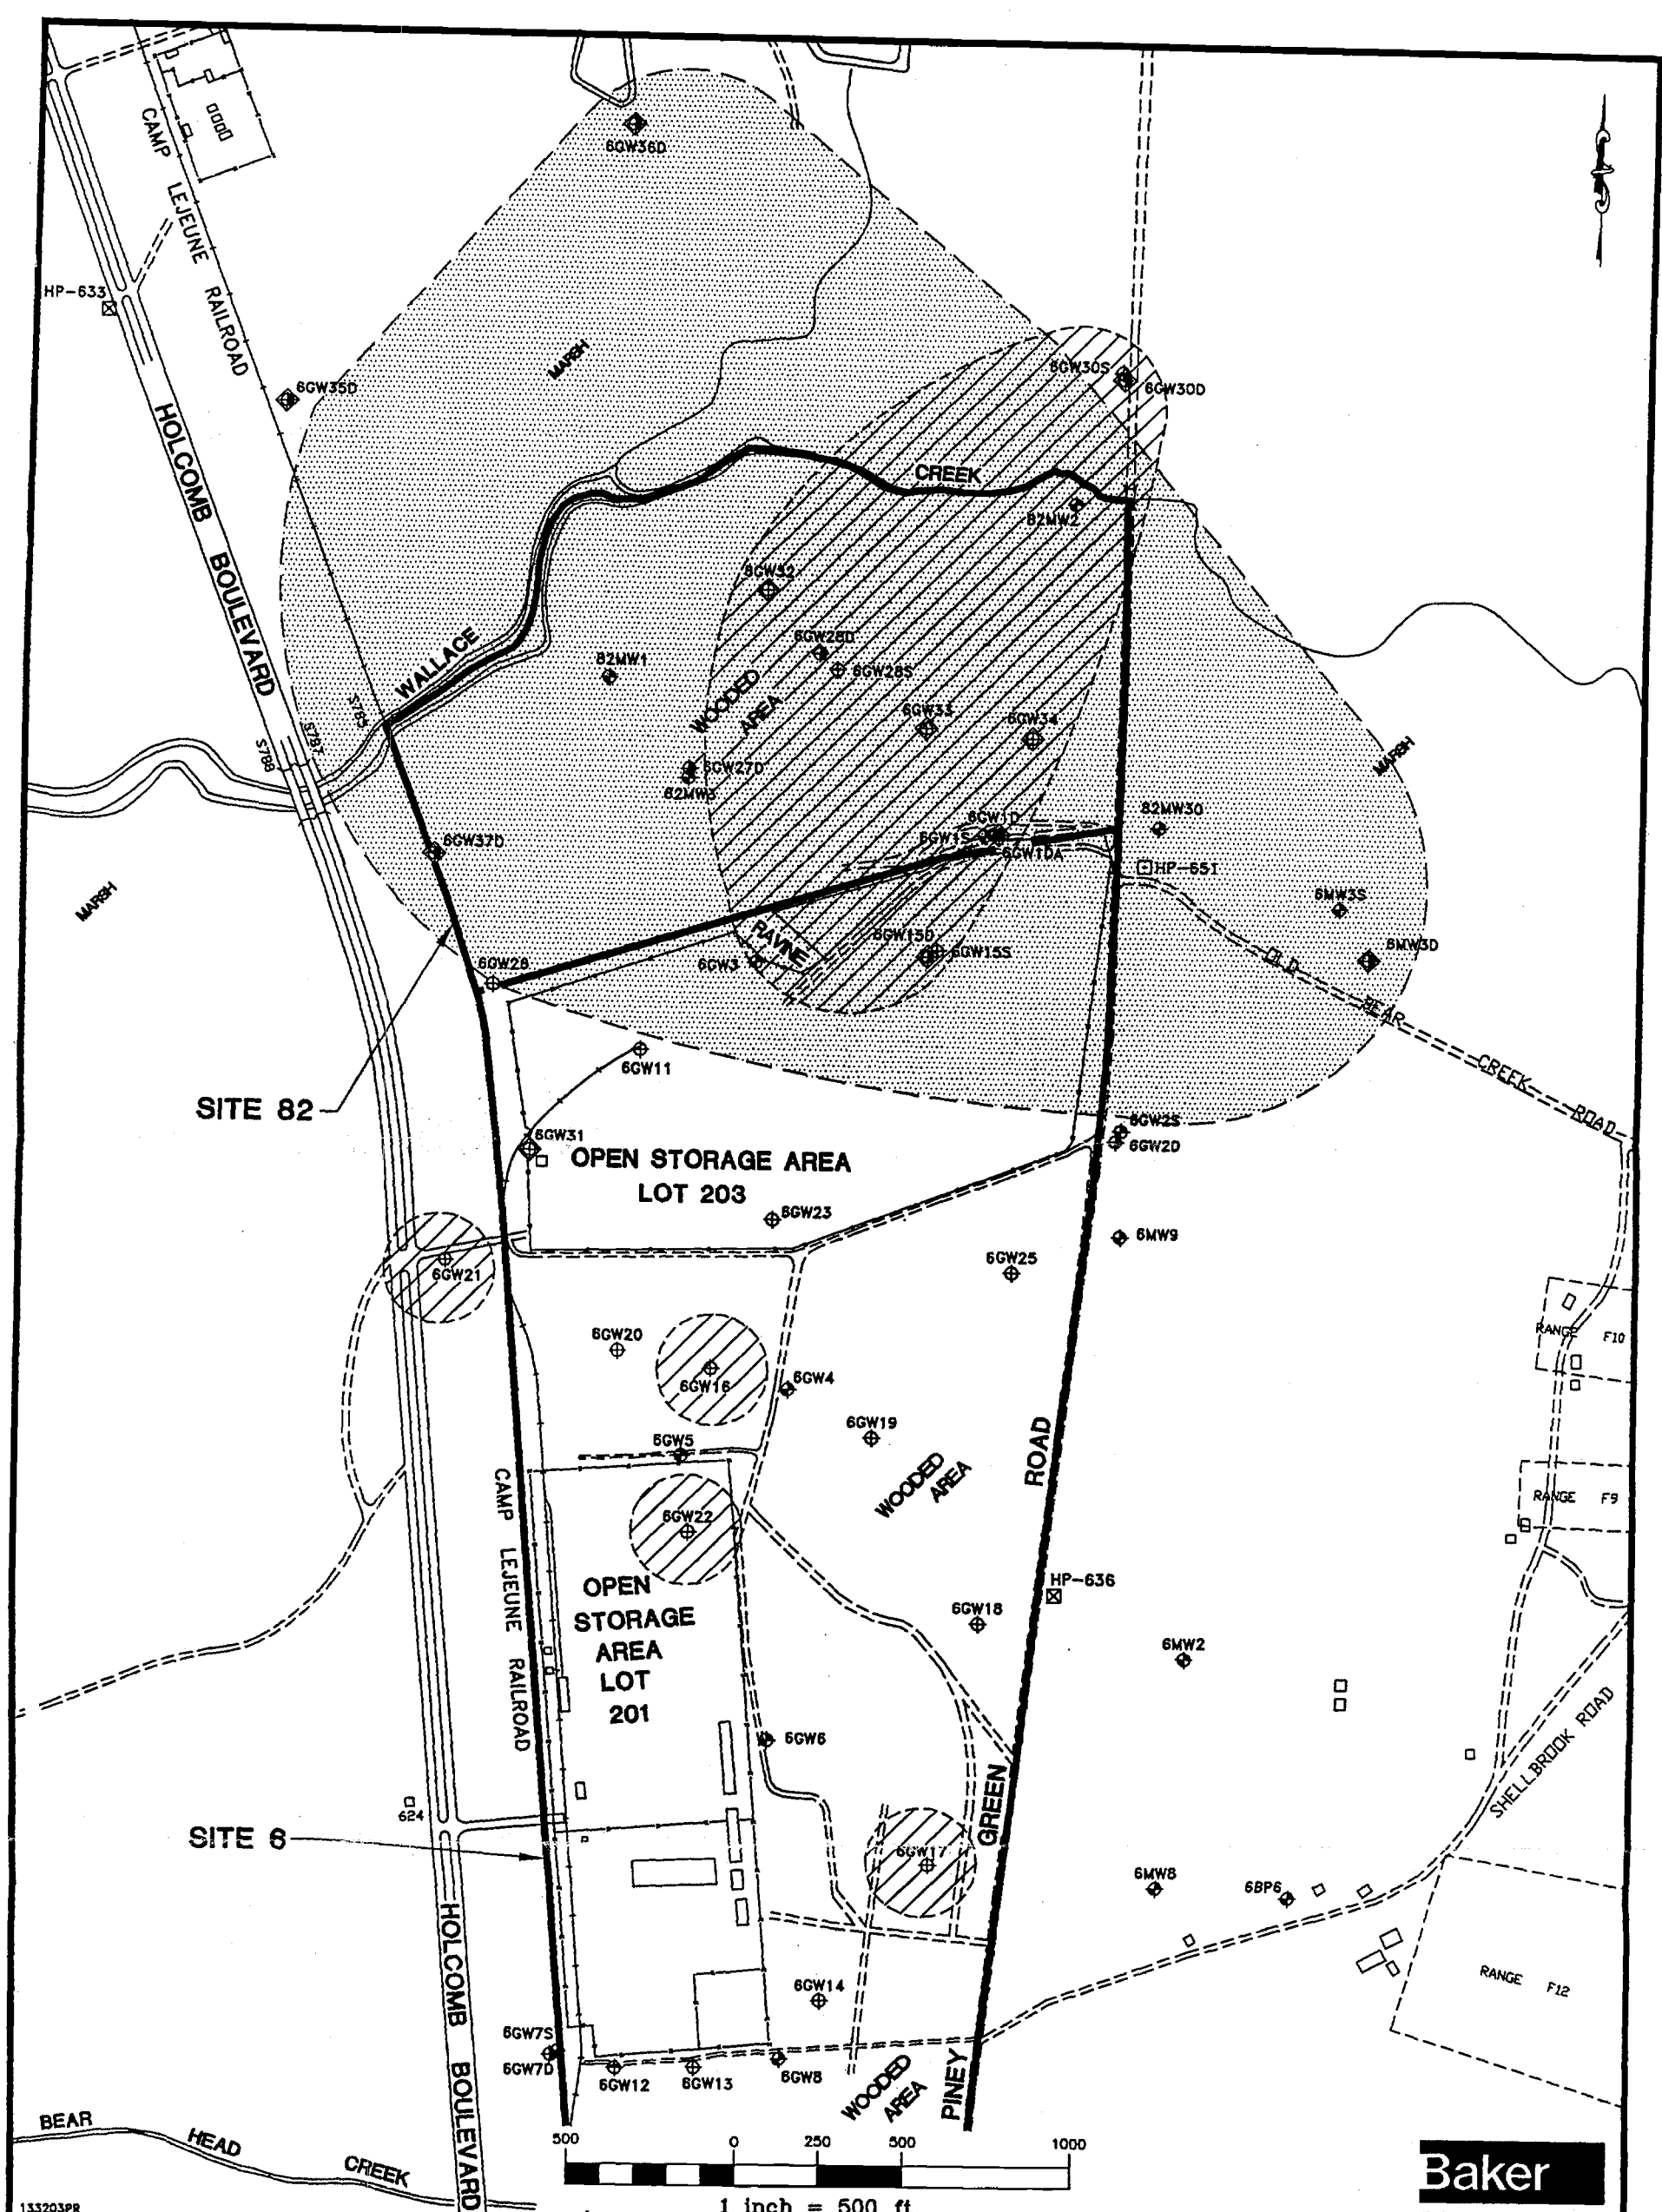 6GW36D
CAMP LEJEUNE RAILROAD
HP-633
6GW35D
MARSH
6GW30S
6GW30D
HOLCOMB BOULEVARD
CREEK
82MW2
6GW32
WALLACE
82MW1
6GW28D
6GW28S
WOODED
AREA
6GW33
6GW34
S785
S787
S788
6GW27D
82MW3
MARSH
82MW30
6GW1D
6GW1S
6GW1DA
6GW37D
HP-651
MARSH
6MW3S
RAVINE
6GW15D
6GW15S
6GW3
6MW3D
6GW28
OLD BEAR CREEK ROAD
6GW11
SITE 82
6GW2S
6GW2D
6GW31
OPEN STORAGE AREA
LOT 203
6GW23
6MW9
6GW21
6GW25
6GW20
6GW16
6GW4
RANGE F10
6GW19
6GW5
WOODED
AREA
ROAD
RANGE F9
6GW22
CAMP LEJEUNE RAILROAD
OPEN
STORAGE
AREA
LOT
201
HP-636
6GW18
6MW2
6GW6
SHELLBROOK ROAD
624
GREEN
SITE 6
6GW17
6MW8
6BP6
HOLCOMB BOULEVARD
6GW14
RANGE F12
6GW7S
6GW7D
6GW12
6GW13
6GW8
WOODED
AREA
PINEY
BEAR HEAD CREEK
500 0 250 500 1000
1 inch = 500 ft
Baker
133203PR